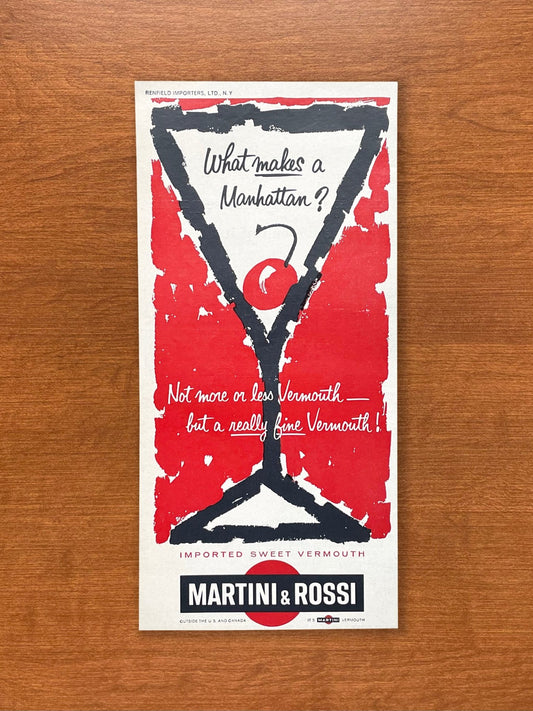 RENFIELD IMPORTERS, LTD., N.Y
What makes a
Manhattan?
Not more or less Vermouth —
but a really fine Vermouth!
IMPORTED SWEET VERMOUTH
MARTINI & ROSSI
OUTSIDE THE U.S. AND CANADA · IT'S MARTINI VERMOUTH